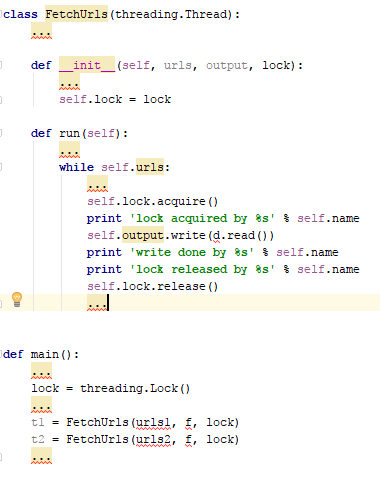 class FetchUrls(threading.Thread):
...
def __init__(self, urls, output, lock):
...
self.lock = lock
def run(self):
...
while self.urls:
...
self.lock.acquire()
print 'lock acquired by %s' % self.name
self.output.write(d.read())
print 'write done by %s' % self.name
print 'lock released by %s' % self.name
self.lock.release()
...
def main():
...
lock = threading.Lock()
...
t1 = FetchUrls(urls1, f, lock)
t2 = FetchUrls(urls2, f, lock)
...